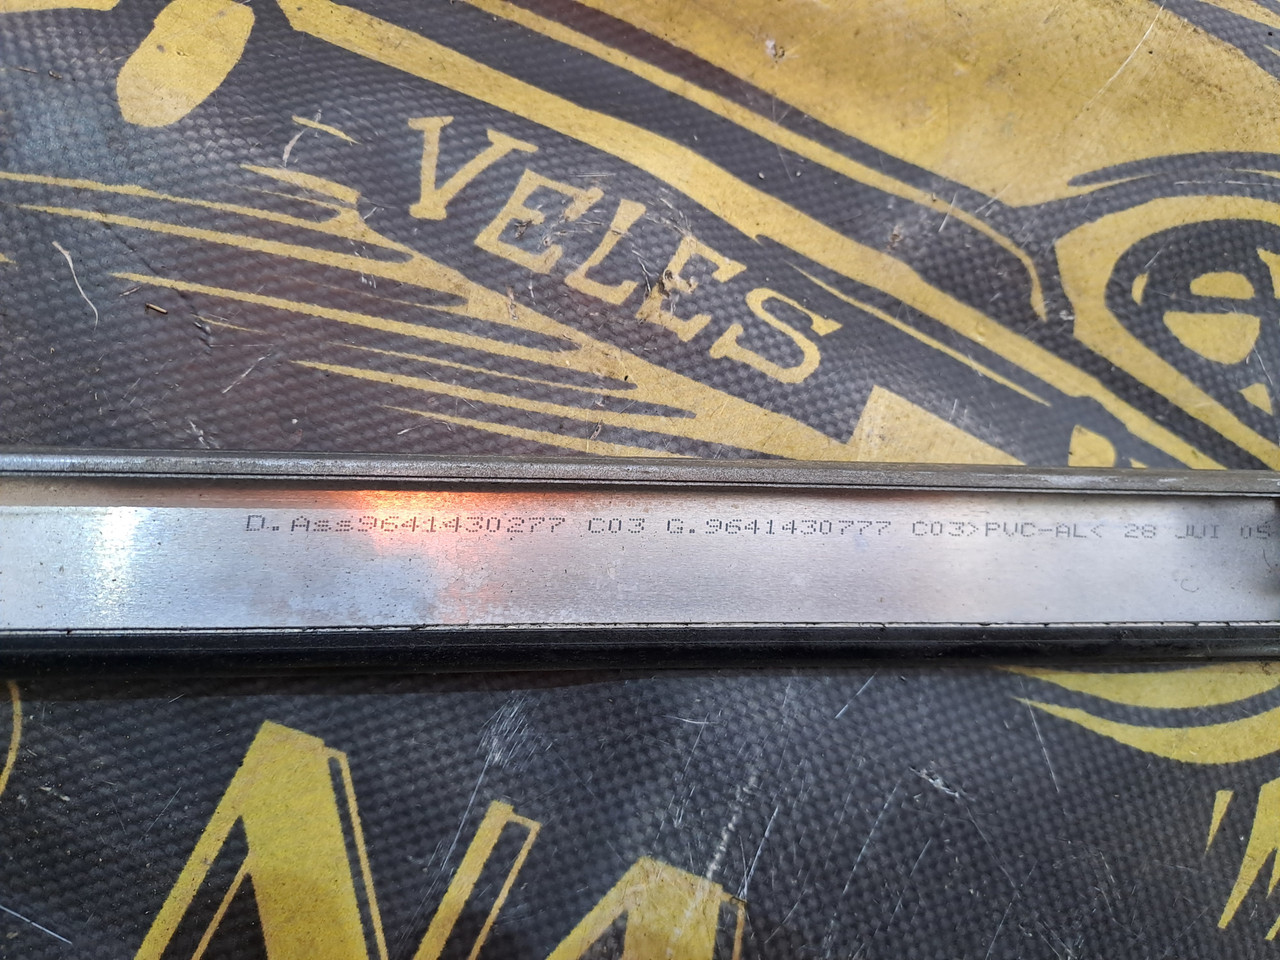 VELES
D.Ass9641430277 C03 G.9641430777 C03>PVC-AL< 28 JUI 05